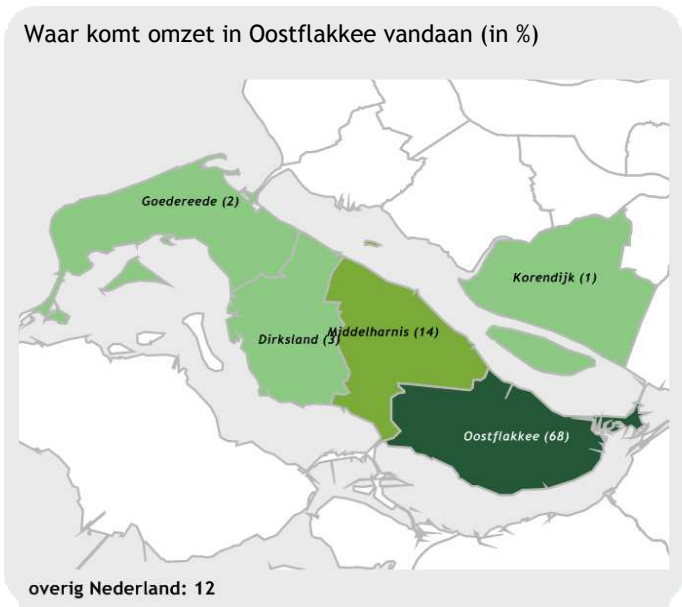 Waar komt omzet in Oostflakkee vandaan (in %)
Goedereede (2)
Korendijk (1)
Dirksland (3)
Middelharnis (14)
Oostflakkee (68)
overig Nederland: 12